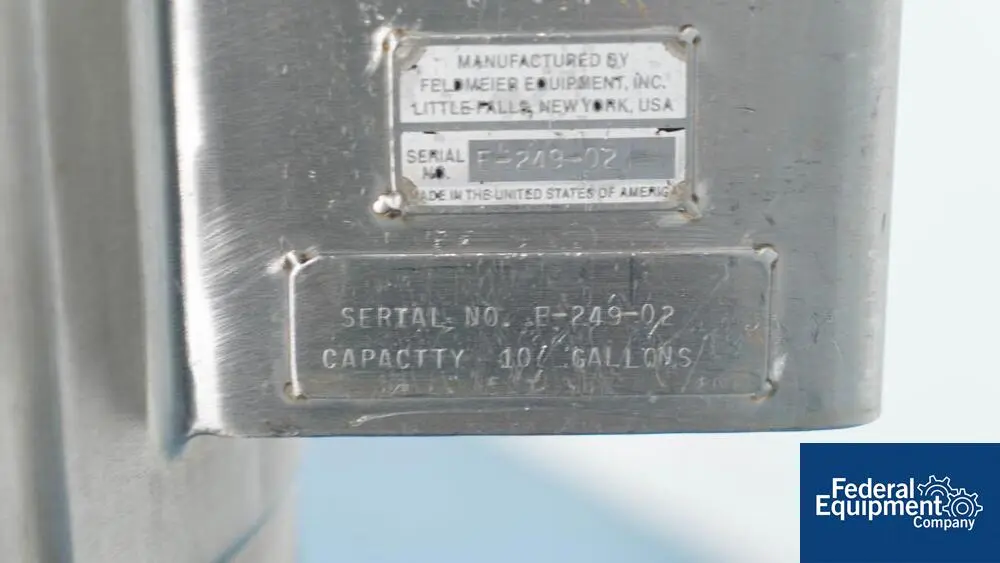 MANUFACTURED BY
FELDMEIER EQUIPMENT, INC.
LITTLE FALLS, NEW YORK, USA
SERIAL NO. E-249-02
MADE IN THE UNITED STATES OF AMERICA
SERIAL NO. E-249-02
CAPACITY 10 GALLONS
Federal
Equipment
Company